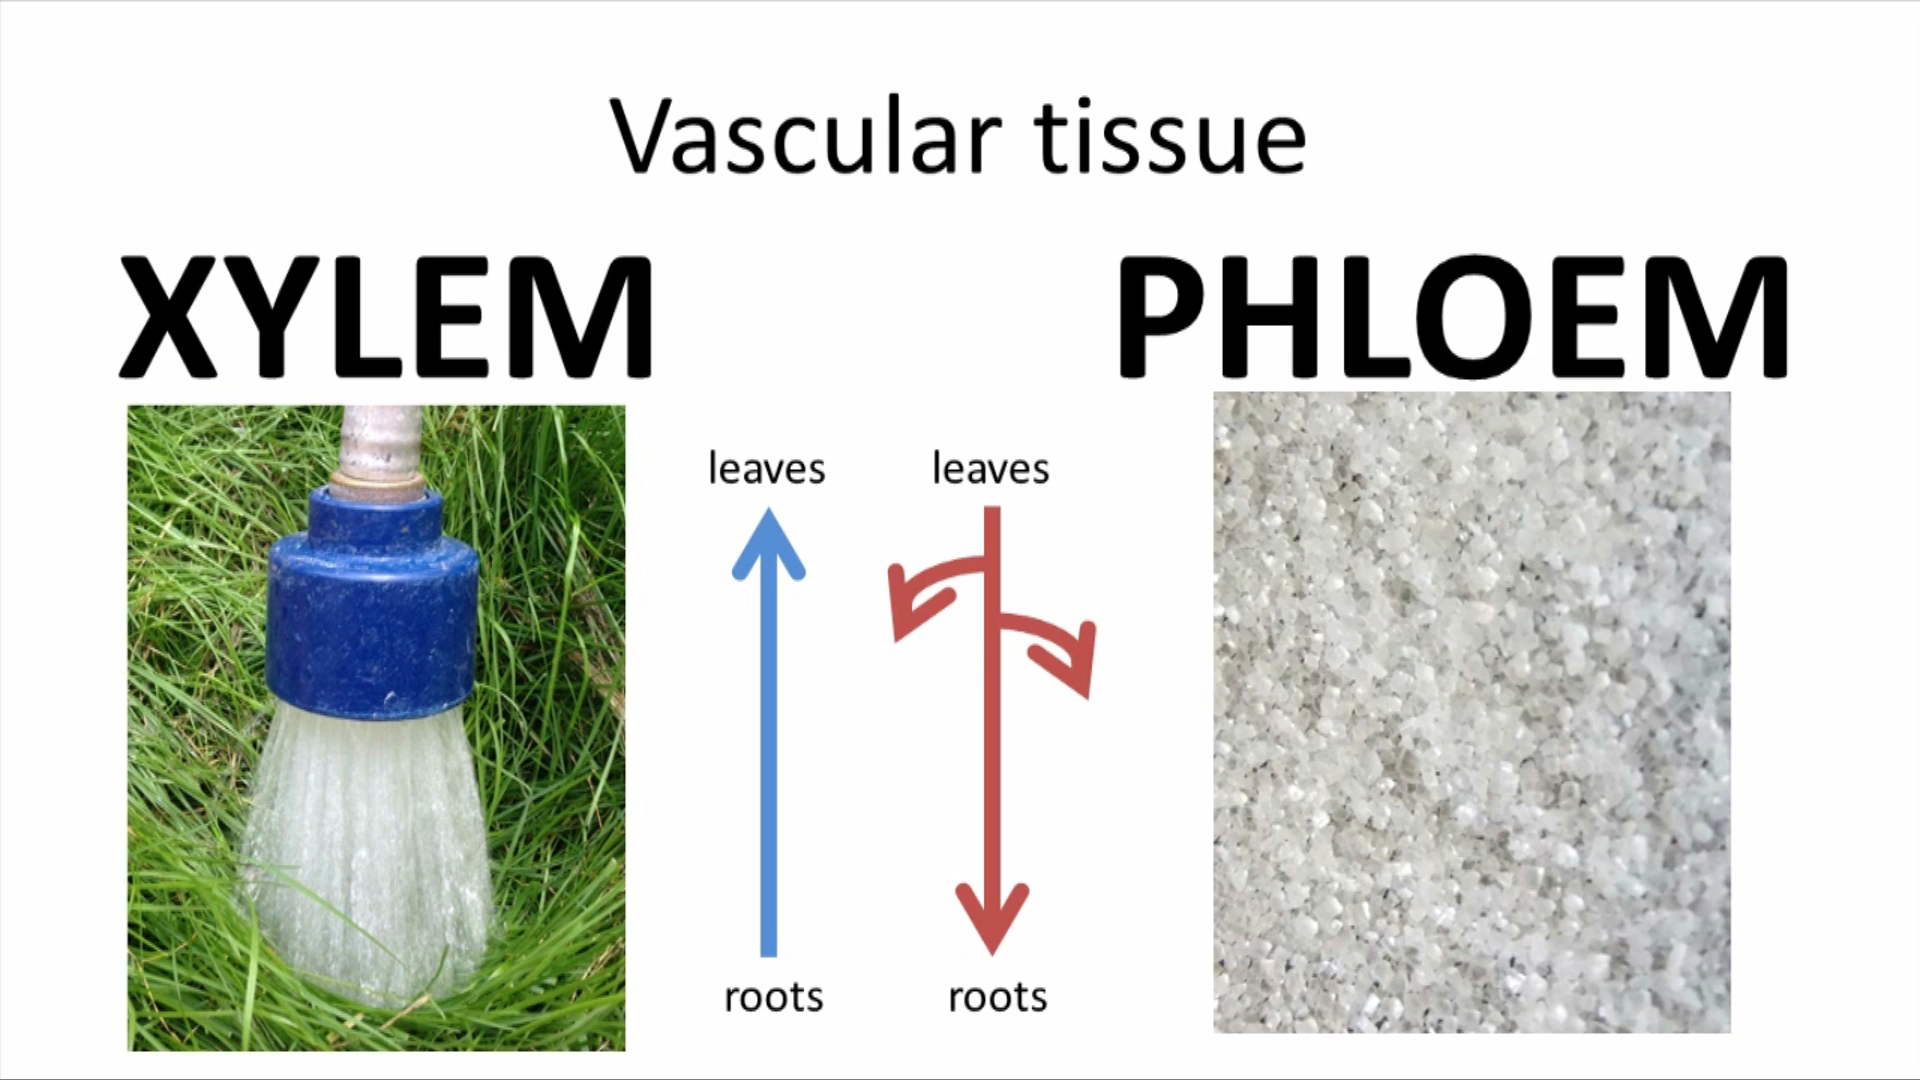 Vascular tissue
XYLEM
PHLOEM
leaves
leaves
roots
roots